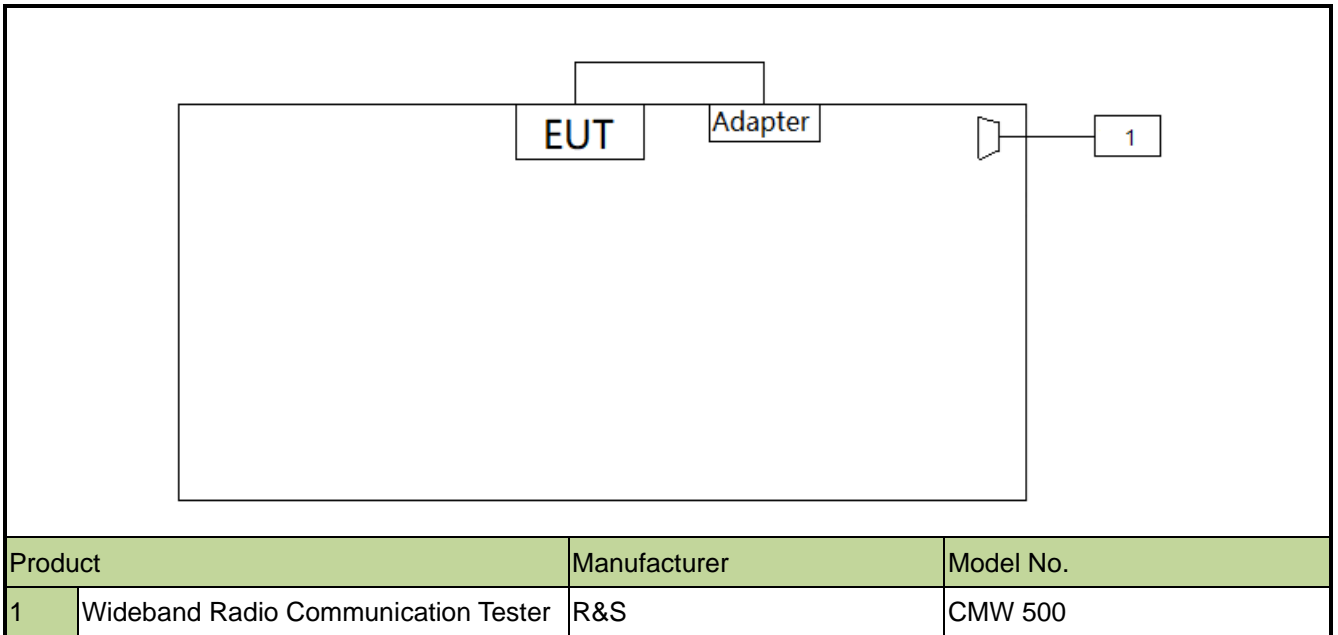 EUT
Adapter
1
Product Manufacturer Model No.
1 Wideband Radio Communication Tester R&S CMW 500